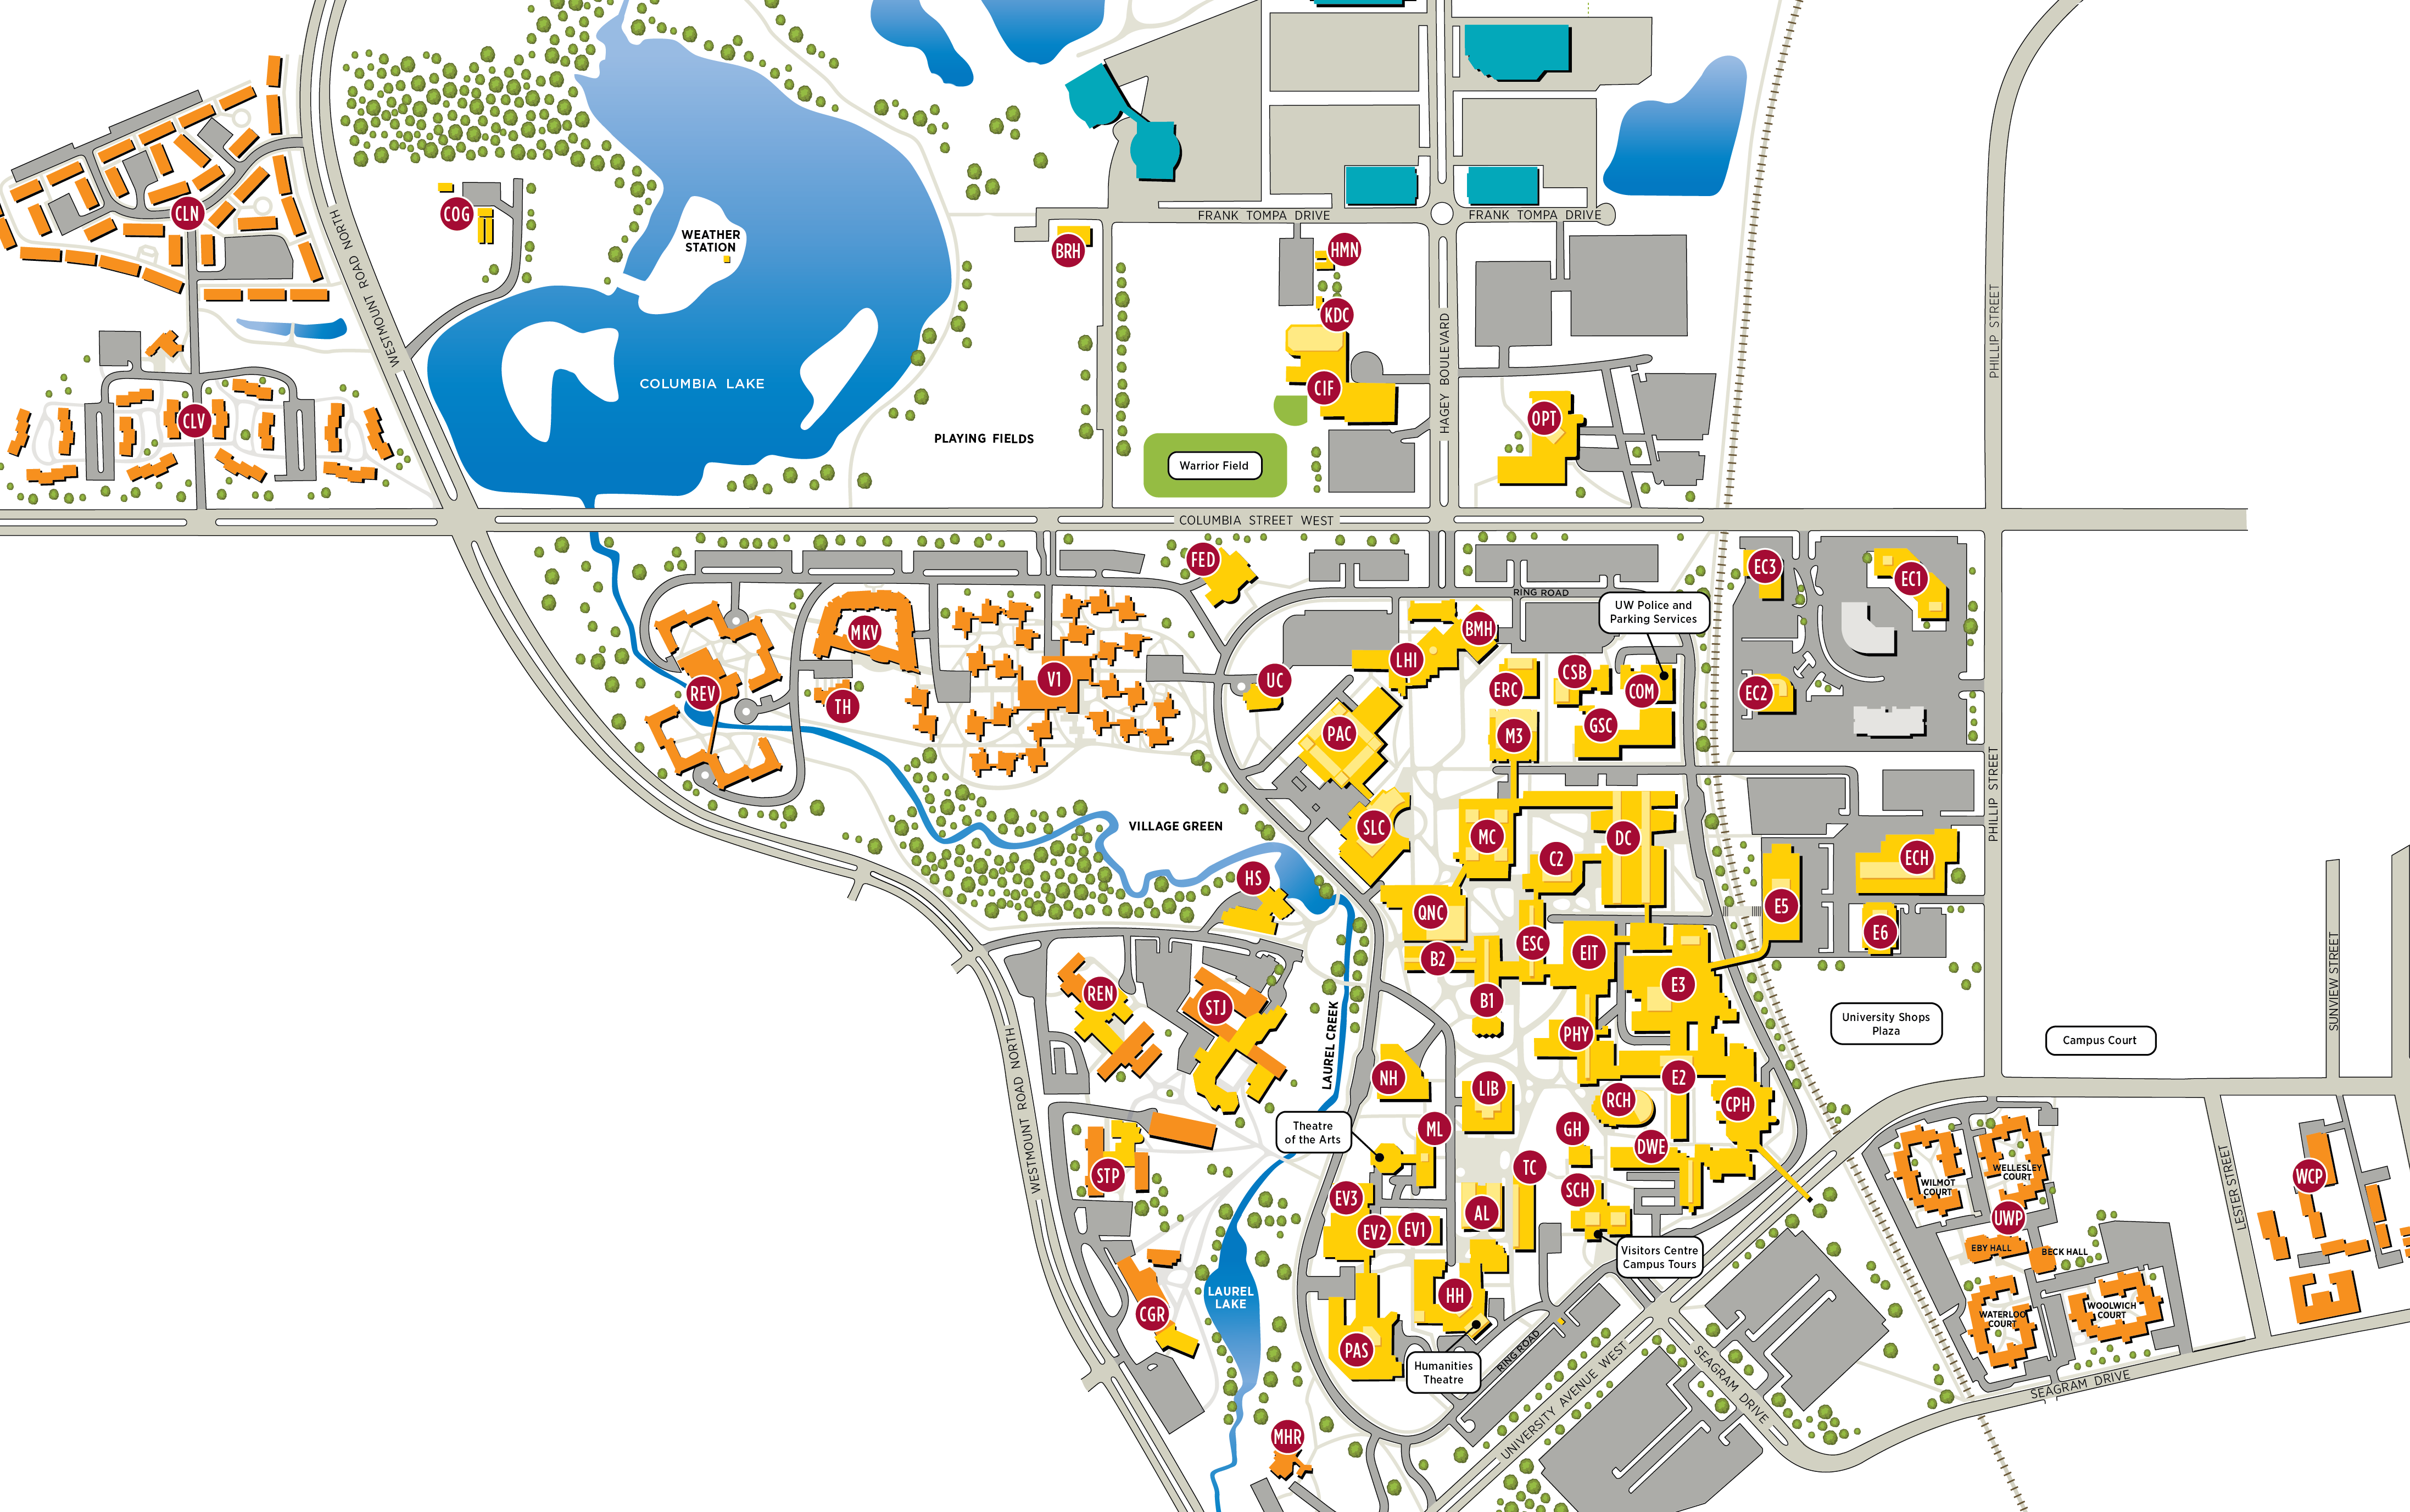 FRANK TOMPA DRIVE
FRANK TOMPA DRIVE
CLN
COG
WESTMOUNT ROAD NORTH
WEATHER
STATION
BRH
HMN
KDC
HAGEY BOULEVARD
PHILLIP STREET
COLUMBIA LAKE
CIF
CLV
OPT
PLAYING FIELDS
Warrior Field
COLUMBIA STREET WEST
FED
EC3
EC1
RING ROAD
UW Police and
Parking Services
MKV
BMH
LHI
CSB
REV
TH
V1
UC
ERC
COM
EC2
PAC
M3
GSC
PHILLIP STREET
VILLAGE GREEN
SLC
MC
C2
DC
ECH
HS
QNC
E5
E6
ESC
EIT
B2
E3
SUNVIEW STREET
REN
STJ
B1
University Shops
Plaza
LAUREL CREEK
PHY
Campus Court
WESTMOUNT ROAD NORTH
NH
LIB
E2
RCH
CPH
Theatre
of the Arts
ML
GH
DWE
STP
TC
WELLESLEY
COURT
WILMOT
COURT
WCP
LESTER STREET
EV3
SCH
AL
UWP
EV2
EV1
Visitors Centre
Campus Tours
EBY HALL
BECK HALL
LAUREL
LAKE
CGR
HH
WATERLOO
COURT
WOOLWICH
COURT
PAS
RING ROAD
Humanities
Theatre
UNIVERSITY AVENUE WEST
SEAGRAM DRIVE
SEAGRAM DRIVE
MHR